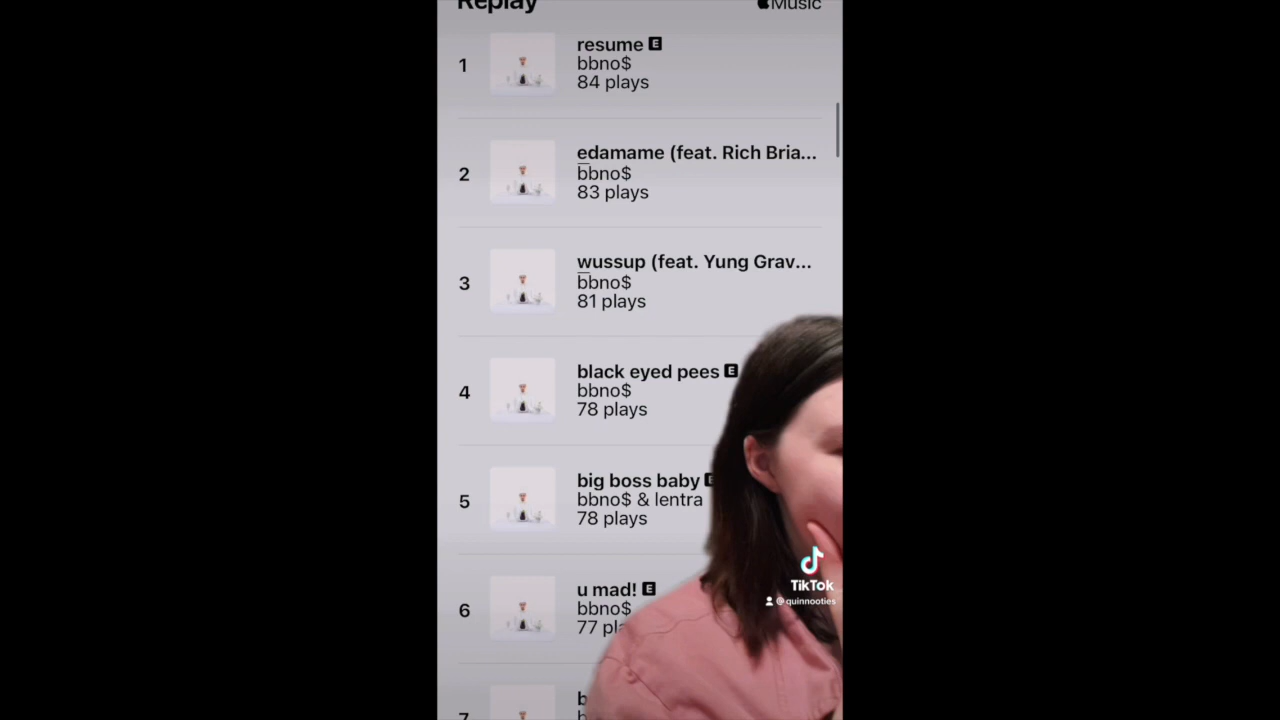 Replay
Music
1
resume E
bbno$
84 plays
2
edamame (feat. Rich Bria...
bbno$
83 plays
3
wussup (feat. Yung Grav...
bbno$
81 plays
4
black eyed pees E
bbno$
78 plays
5
big boss baby E
bbno$ & lentra
78 plays
6
u mad! E
bbno$
77 pla
7
TikTok
@quinnooties